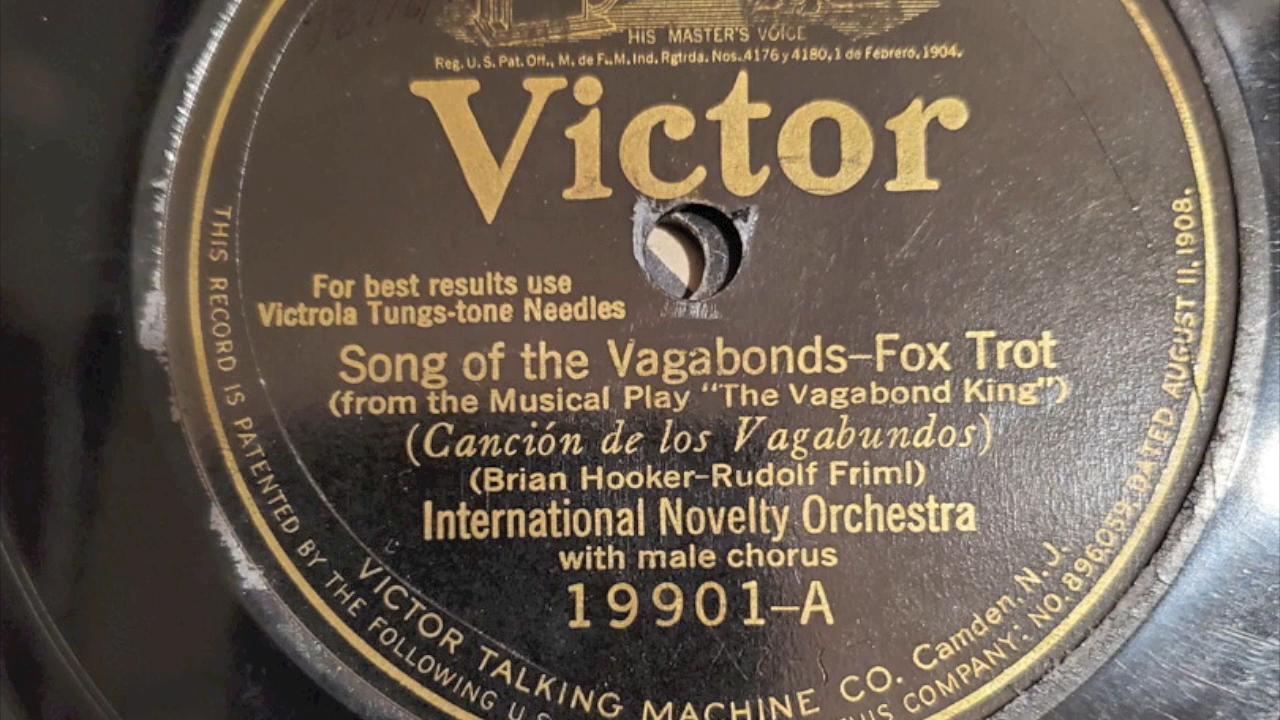 HIS MASTER'S VOICE
Reg. U.S. Pat. Off., M. de F. M. Ind. Rgtrda. Nos. 4176 y 4180, 1 de Febrero, 1904.
Victor
For best results use
Victrola Tungs-tone Needles
Song of the Vagabonds–Fox Trot
(from the Musical Play "The Vagabond King")
(Canción de los Vagabundos)
(Brian Hooker-Rudolf Friml)
International Novelty Orchestra
with male chorus
19901–A
VICTOR TALKING MACHINE CO. Camden, N. J.
THIS RECORD IS PATENTED BY THE FOLLOWING U.S. COMPANY: NO. 896,059, DATED AUGUST 11, 1908.